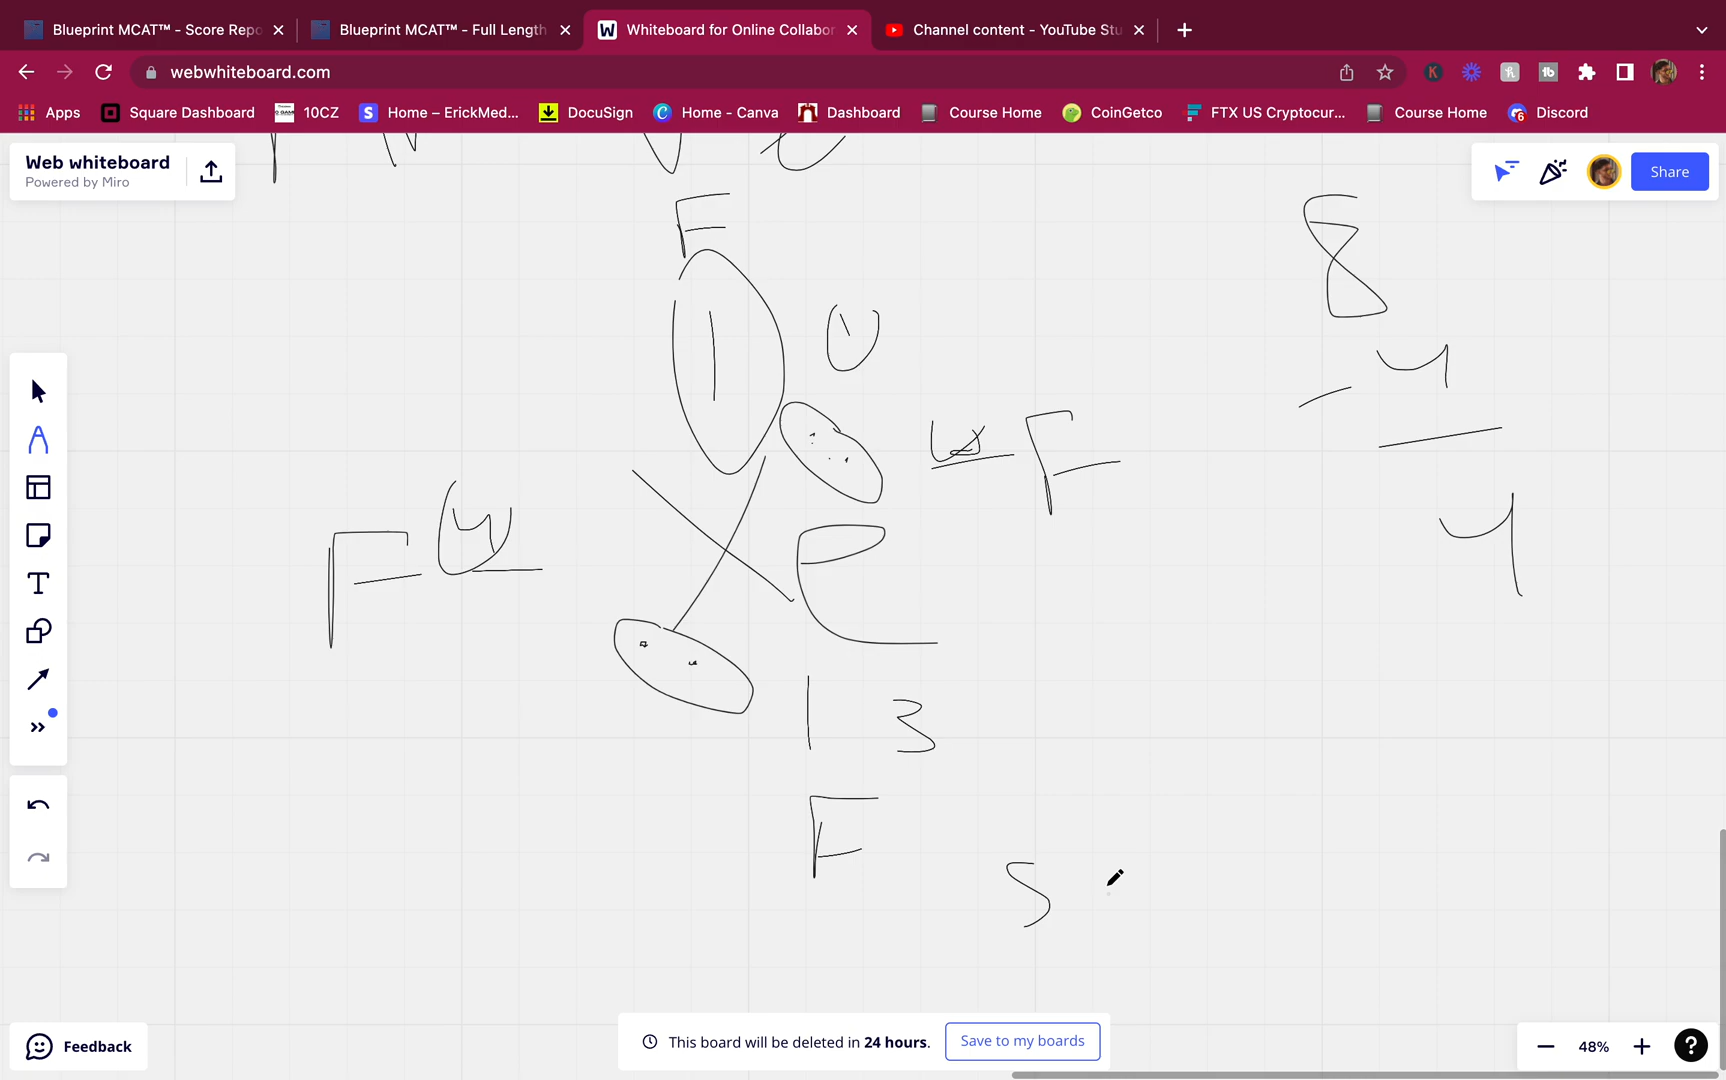 Blueprint MCAT™ - Score Repo
Blueprint MCAT™ - Full Length
Whiteboard for Online Collabor
Channel content - YouTube Stu
webwhiteboard.com
Apps
Square Dashboard
10CZ
Home – ErickMed...
DocuSign
Home - Canva
Dashboard
Course Home
CoinGetco
FTX US Cryptocur...
Course Home
Discord
Web whiteboard
Powered by Miro
Share
F
8
- 4
F
F
4
13
F
S
This board will be deleted in 24 hours.
Save to my boards
Feedback
48%